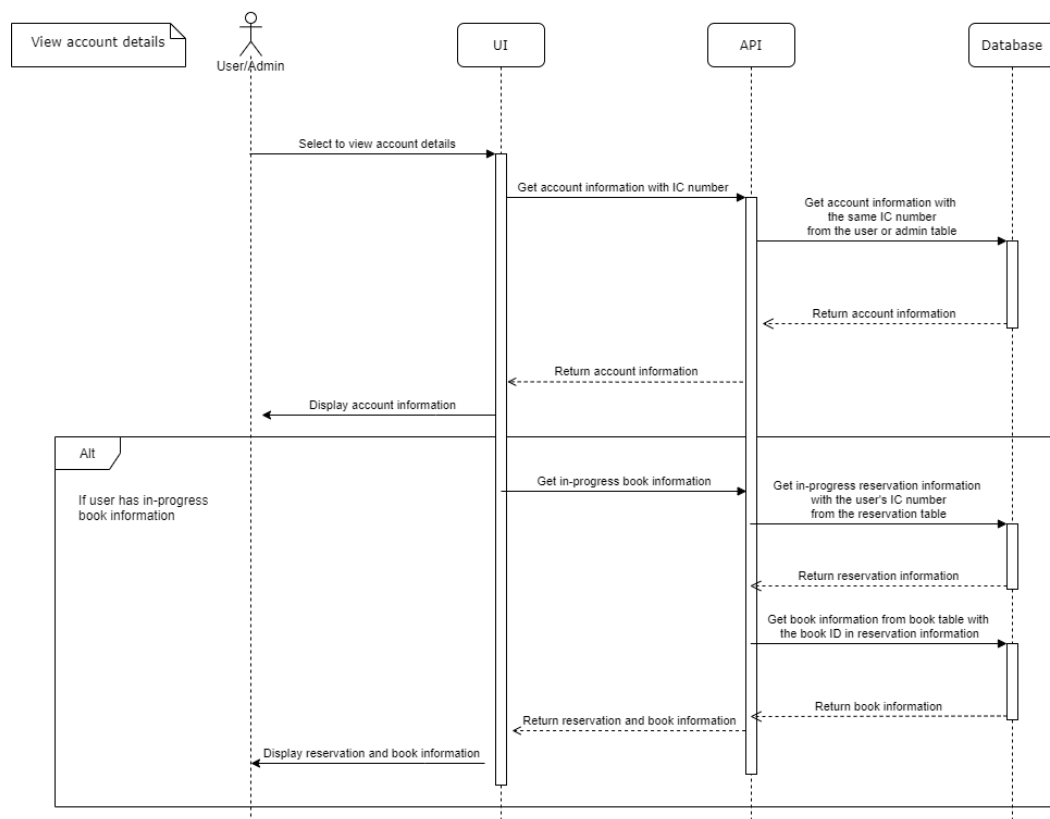 View account details
User/Admin
UI
API
Database
Select to view account details
Get account information with IC number
Get account information with
the same IC number
from the user or admin table
Return account information
Return account information
Display account information
Alt
If user has in-progress
book information
Get in-progress book information
Get in-progress reservation information
with the user's IC number
from the reservation table
Return reservation information
Get book information from book table with
the book ID in reservation information
Return book information
Return reservation and book information
Display reservation and book information